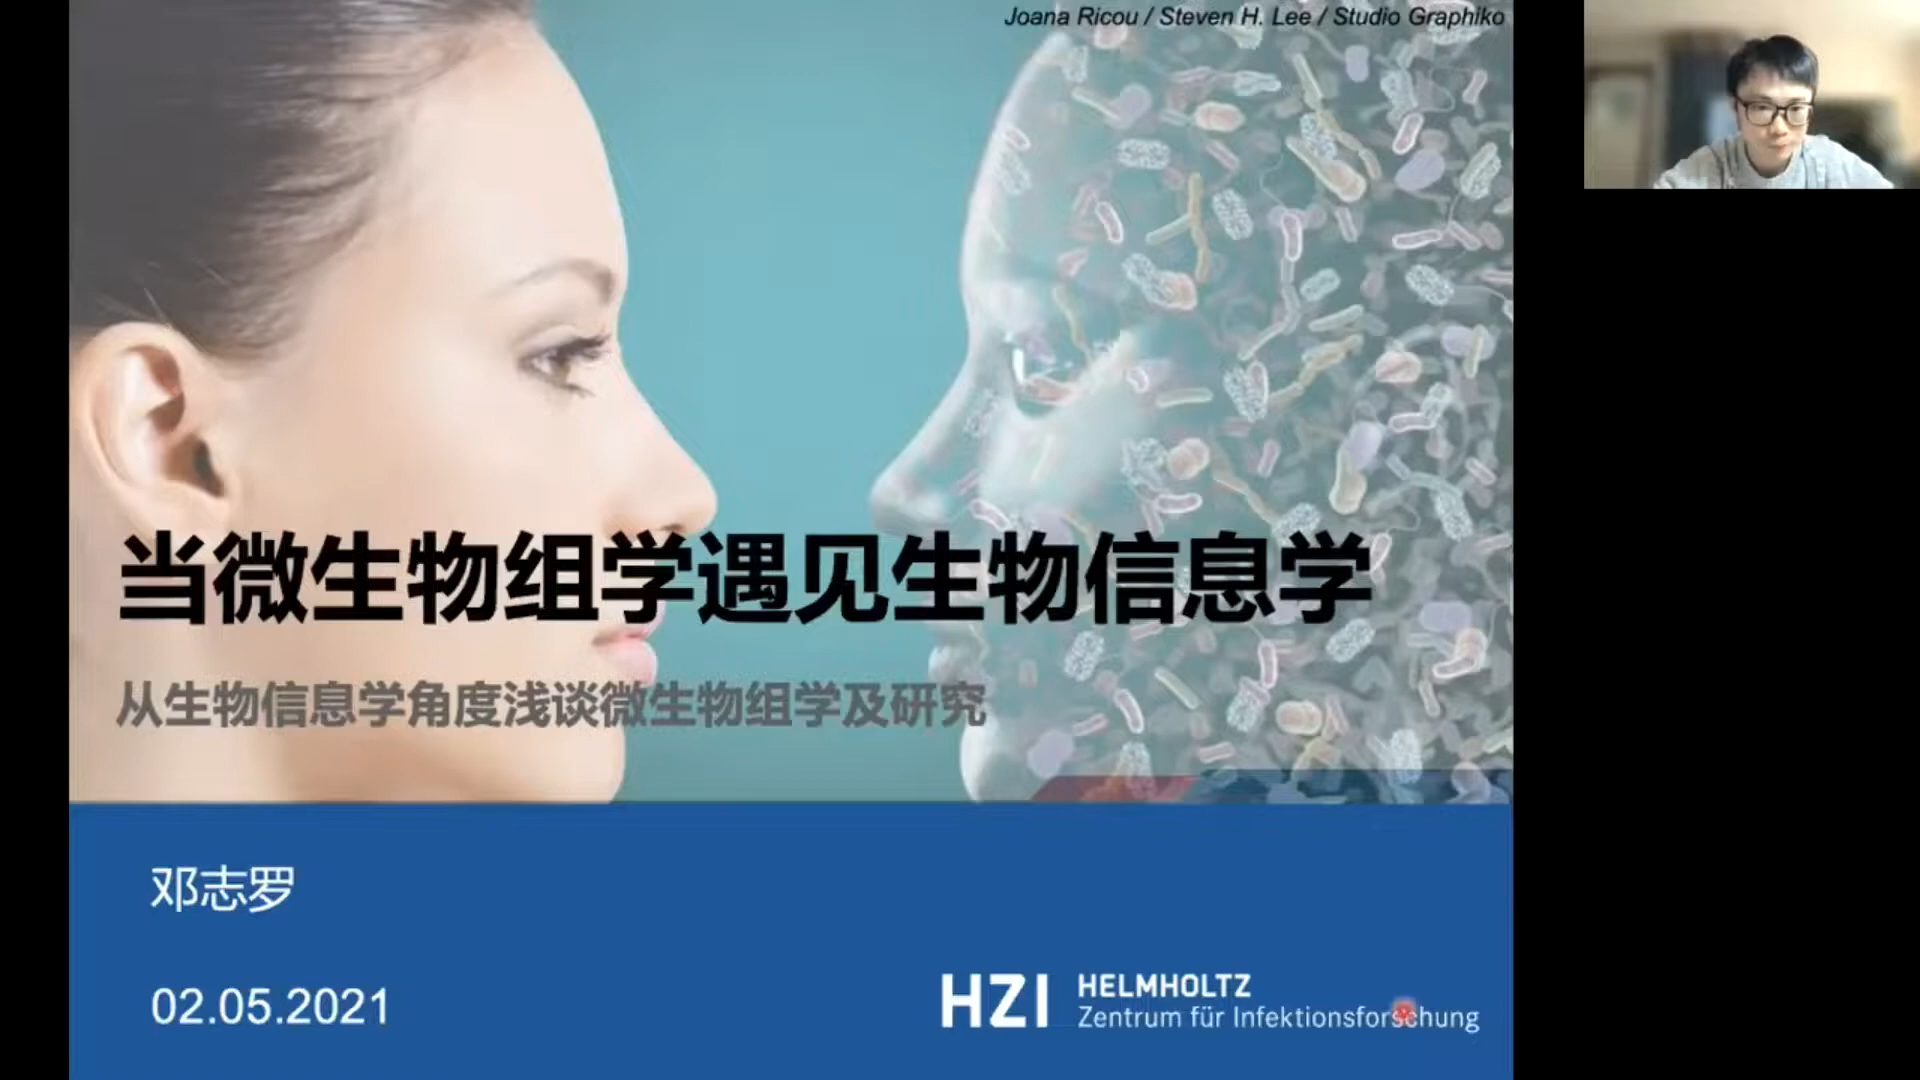 Joana Ricou / Steven H. Lee / Studio Graphiko
当微生物组学遇见生物信息学
从生物信息学角度浅谈微生物组学及研究
邓志罗
02.05.2021
HZI
HELMHOLTZ
Zentrum für Infektionsforschung